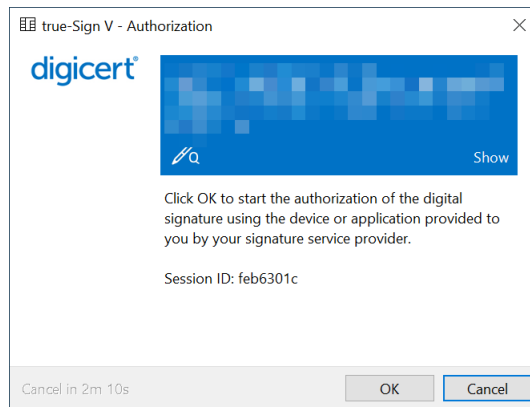 true-Sign V - Authorization
digicert®
Show
Click OK to start the authorization of the digital
signature using the device or application provided to
you by your signature service provider.
Session ID: feb6301c
Cancel in 2m 10s
OK
Cancel